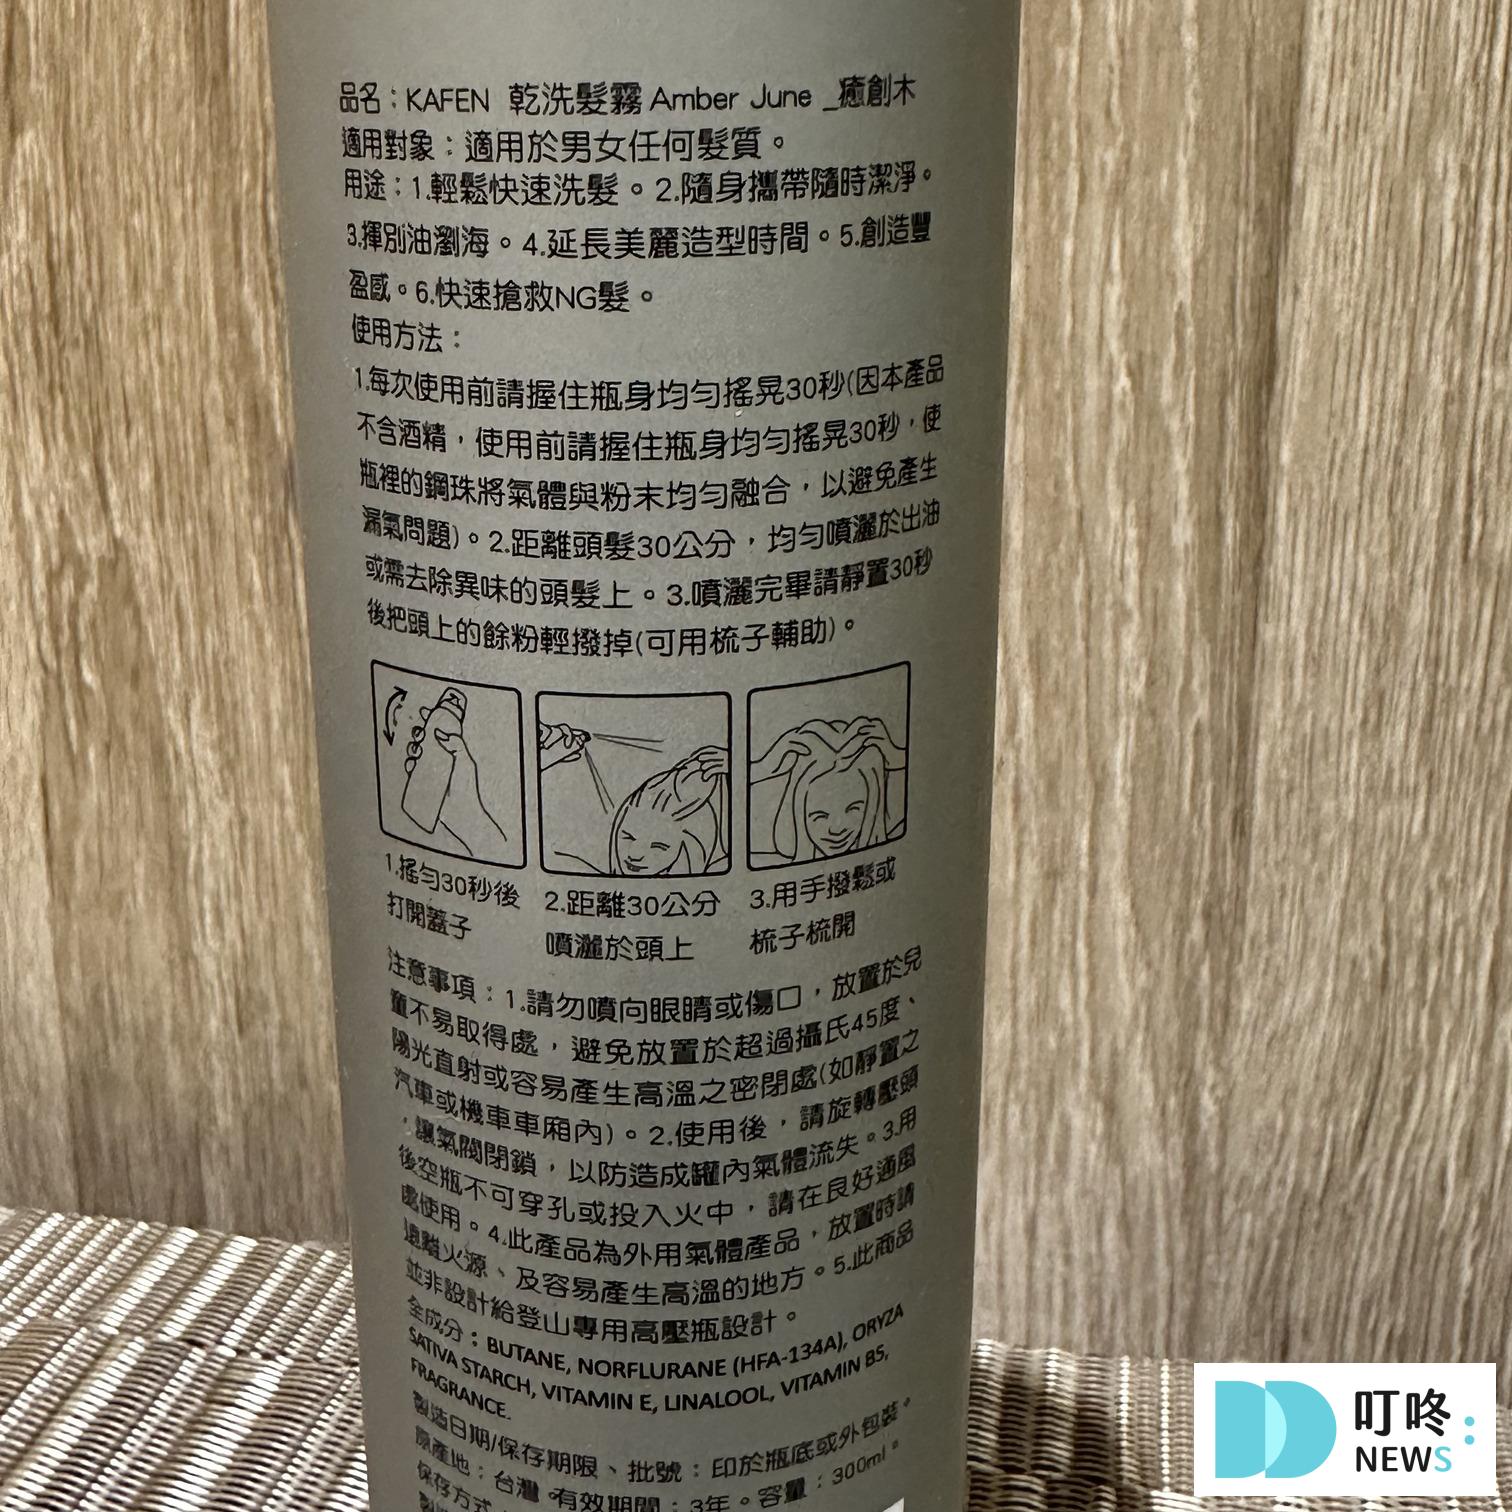 品名：KAFEN 乾洗髮霧 Amber June _癒創木
適用對象：適用於男女任何髮質。
用途：1.輕鬆快速洗髮。2.隨身攜帶隨時潔淨。
3.揮別油瀏海。4.延長美麗造型時間。5.創造豐
盈感。6.快速搶救NG髮。
使用方法：
1.每次使用前請握住瓶身均勻搖晃30秒(因本產品
不含酒精，使用前請握住瓶身均勻搖晃30秒，使
瓶裡的鋼珠將氣體與粉末均勻融合，以避免產生
漏氣問題)。2.距離頭髮30公分，均勻噴灑於出油
或需去除異味的頭髮上。3.噴灑完畢請靜置30秒
後把頭上的餘粉輕撥掉(可用梳子輔助)。
1.搖勻30秒後
打開蓋子
2.距離30公分
噴灑於頭上
3.用手撥鬆或
梳子梳開
注意事項：1.請勿噴向眼睛或傷口，放置於兒
童不易取得處，避免放置於超過攝氏45度、
陽光直射或容易產生高溫之密閉處(如靜置之
汽車或機車車廂內)。2.使用後，請旋轉壓頭
，讓氣閥閉鎖，以防造成罐內氣體流失。3.用
後空瓶不可穿孔或投入火中，請在良好通風
處使用。4.此產品為外用氣體產品，放置時請
遠離火源、及容易產生高溫的地方。5.此商品
並非設計給登山專用高壓瓶設計。
全成分：BUTANE, NORFLURANE (HFA-134A), ORYZA
SATIVA STARCH, VITAMIN E, LINALOOL, VITAMIN B5,
FRAGRANCE.
製造日期/保存期限、批號：印於瓶底或外包裝。
原產地：台灣。有效期間：3年。容量：300ml。
保存方式
叮咚
NEWS